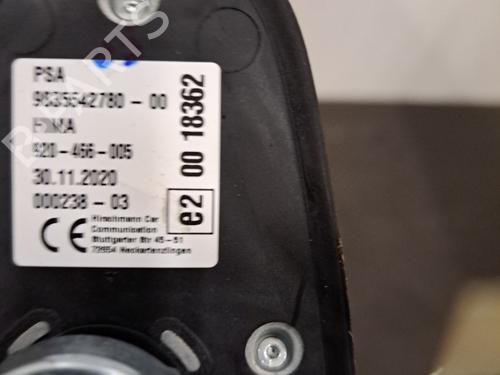 PSA
9835542780 - 00
920-466-005
30.11.2020
000238 - 03
Hirschmann Car
Communication
Stuttgarter Str 45-51
72654 Neckartenzlingen
CE
e2
00 18362